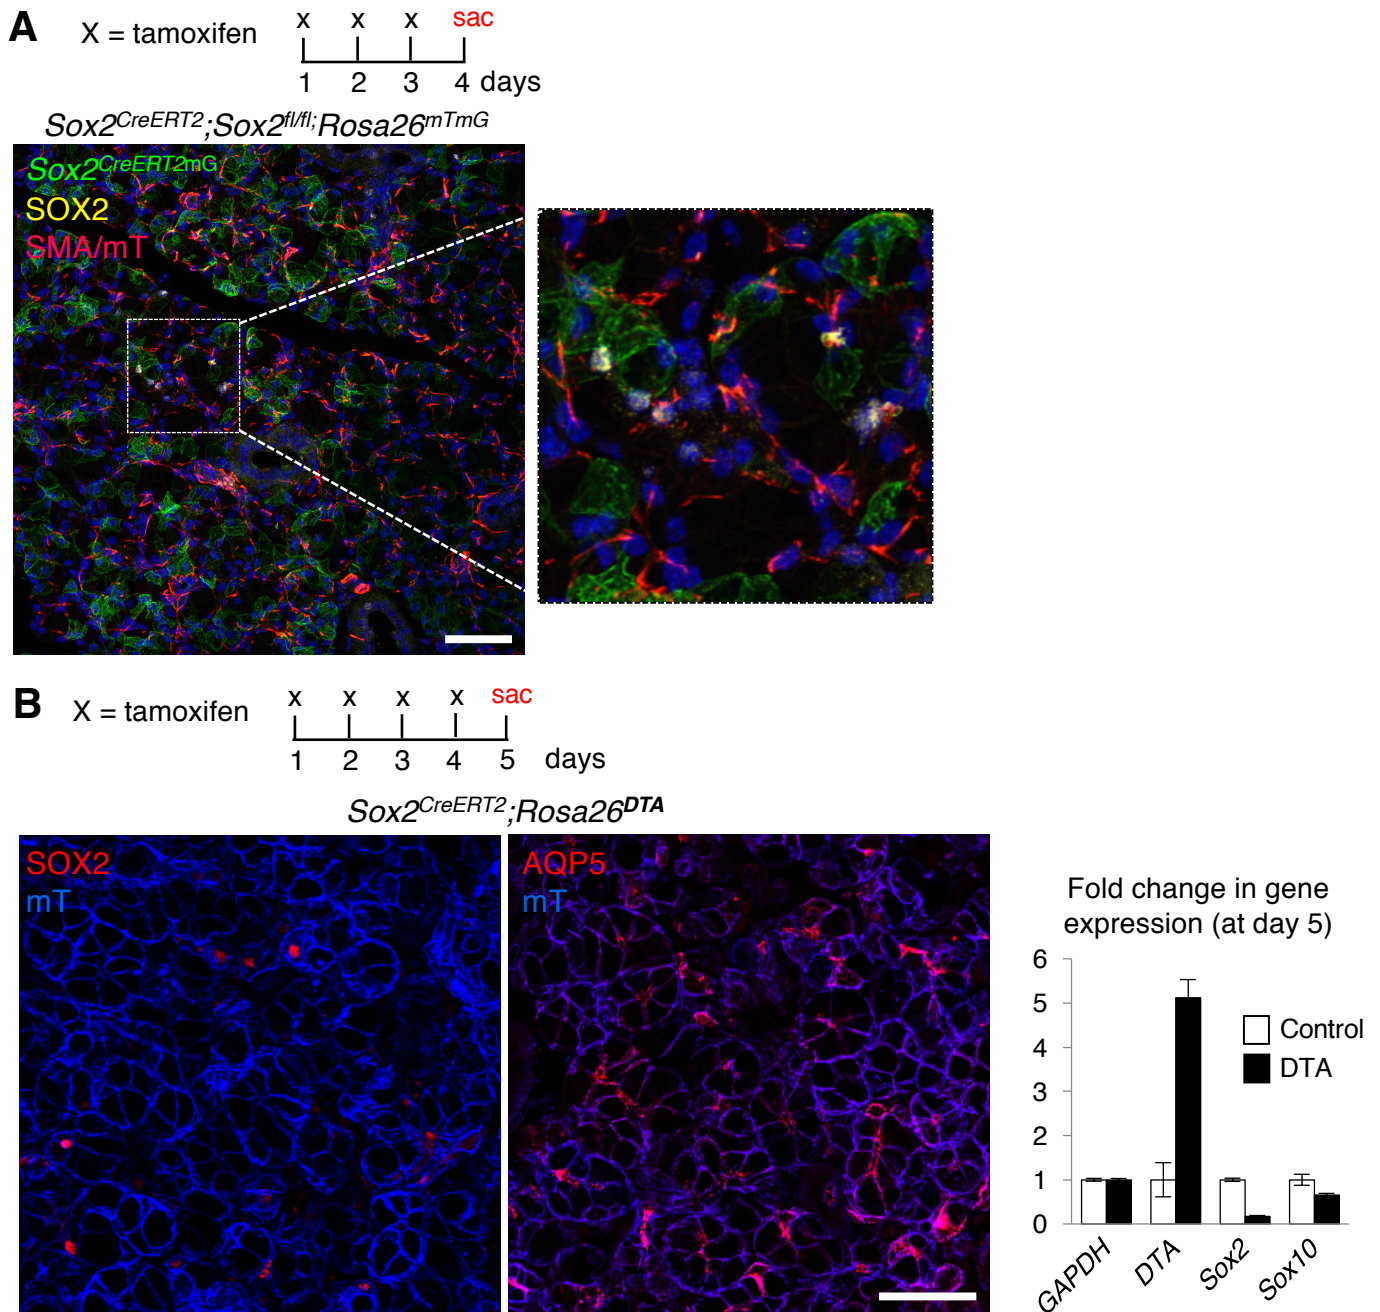 A
X = tamoxifen
x x x sac
1 2 3 4 days
Sox2CreERT2;Sox2fl/fl;Rosa26mTmG
Sox2CreERT2mG
SOX2
SMA/mT
B
X = tamoxifen
x x x x sac
1 2 3 4 5 days
Sox2CreERT2;Rosa26DTA
SOX2
mT
AQP5
mT
Fold change in gene
expression (at day 5)
6
5
4
3
2
1
0
Control
DTA
GAPDH
DTA
Sox2
Sox10